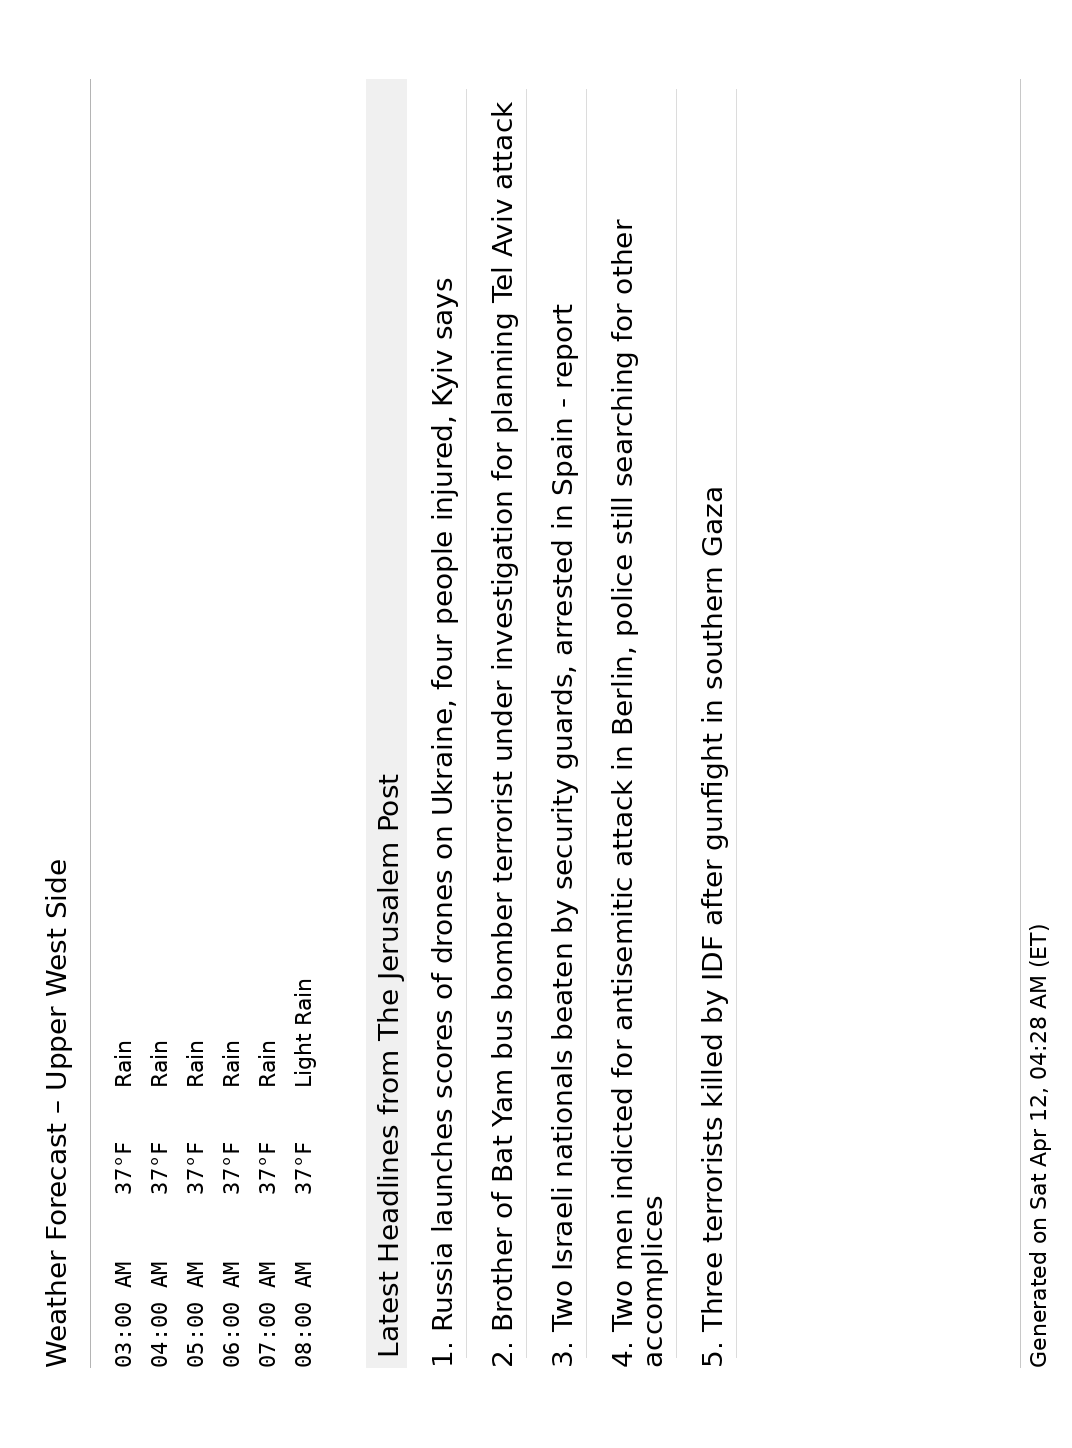 Weather Forecast – Upper West Side
03:00 AM 37°F Rain
04:00 AM 37°F Rain
05:00 AM 37°F Rain
06:00 AM 37°F Rain
07:00 AM 37°F Rain
08:00 AM 37°F Light Rain
Latest Headlines from The Jerusalem Post
1. Russia launches scores of drones on Ukraine, four people injured, Kyiv says
2. Brother of Bat Yam bus bomber terrorist under investigation for planning Tel Aviv attack
3. Two Israeli nationals beaten by security guards, arrested in Spain - report
4. Two men indicted for antisemitic attack in Berlin, police still searching for other
accomplices
5. Three terrorists killed by IDF after gunfight in southern Gaza
Generated on Sat Apr 12, 04:28 AM (ET)